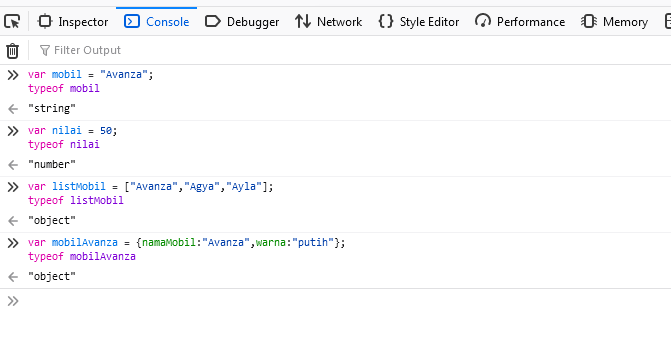 Inspector Console Debugger Network Style Editor Performance Memory
Filter Output
var mobil = "Avanza";
typeof mobil
"string"
var nilai = 50;
typeof nilai
"number"
var listMobil = ["Avanza","Agya","Ayla"];
typeof listMobil
"object"
var mobilAvanza = {namaMobil:"Avanza",warna:"putih"};
typeof mobilAvanza
"object"